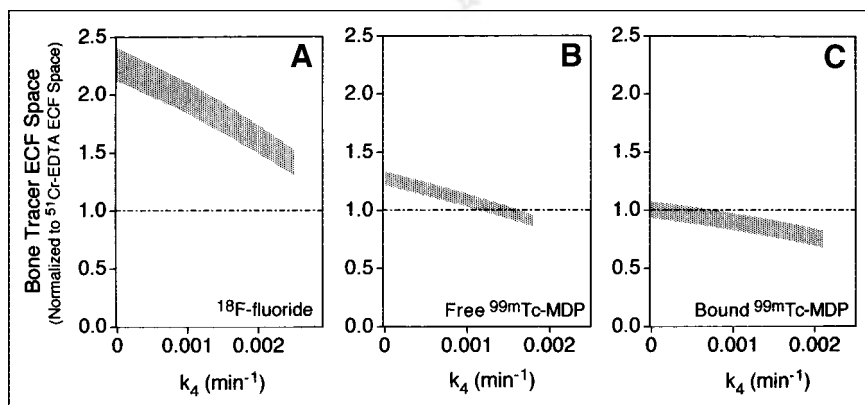 Bone Tracer ECF Space
(Normalized to ⁵¹Cr-EDTA ECF Space)
2.5
2.0
1.5
1.0
0.5
0.0
A
¹⁸F-fluoride
0
0.001
0.002
k₄ (min⁻¹)
2.5
2.0
1.5
1.0
0.5
0.0
B
Free ⁹⁹ᵐTc-MDP
0
0.001
0.002
k₄ (min⁻¹)
2.5
2.0
1.5
1.0
0.5
0.0
C
Bound ⁹⁹ᵐTc-MDP
0
0.001
0.002
k₄ (min⁻¹)